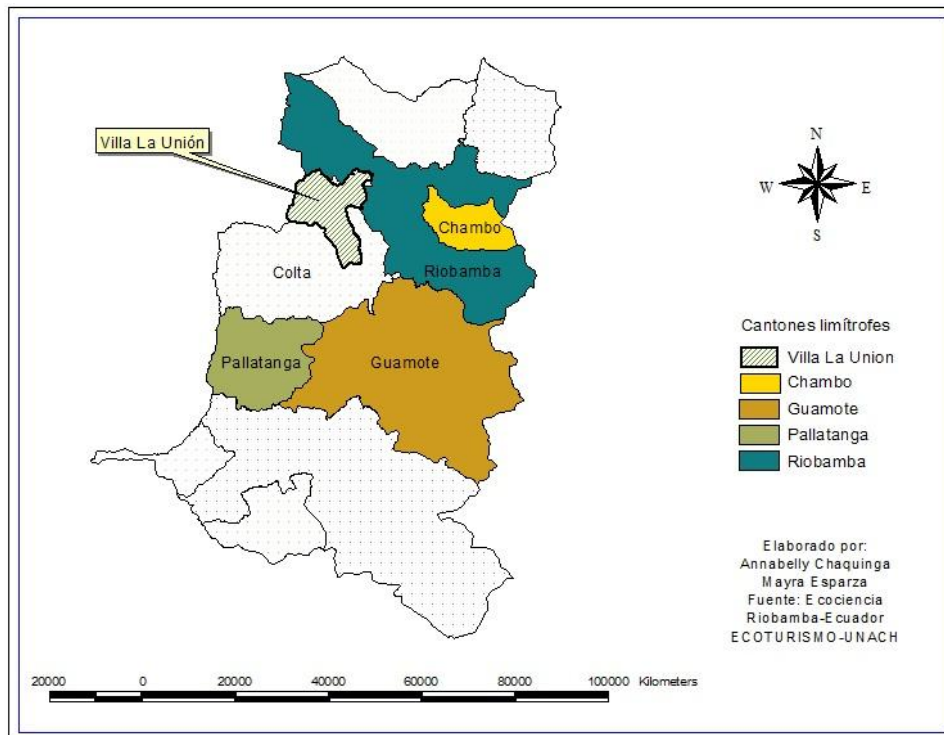 Villa La Unión
N
W E
S
Chambo
Colta
Riobamba
Pallatanga
Guamote
Cantones limítrofes
Villa La Union
Chambo
Guamote
Pallatanga
Riobamba
Elaborado por:
Annabelly Chaquinga
Mayra Esparza
Fuente: Ecociencia
Riobamba-Ecuador
ECOTURISMO-UNACH
20000 0 20000 40000 60000 80000 100000 Kilometers